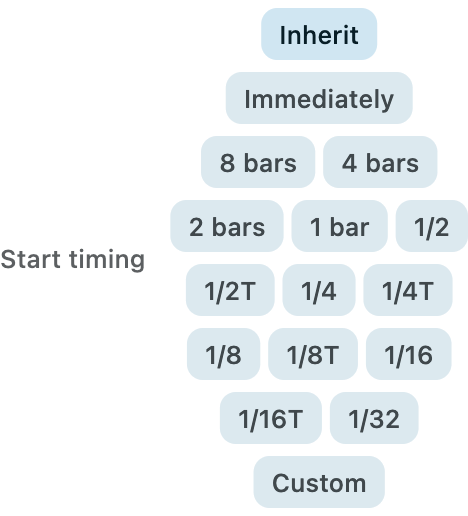 Inherit
Immediately
8 bars 4 bars
2 bars 1 bar 1/2
Start timing
1/2T 1/4 1/4T
1/8 1/8T 1/16
1/16T 1/32
Custom